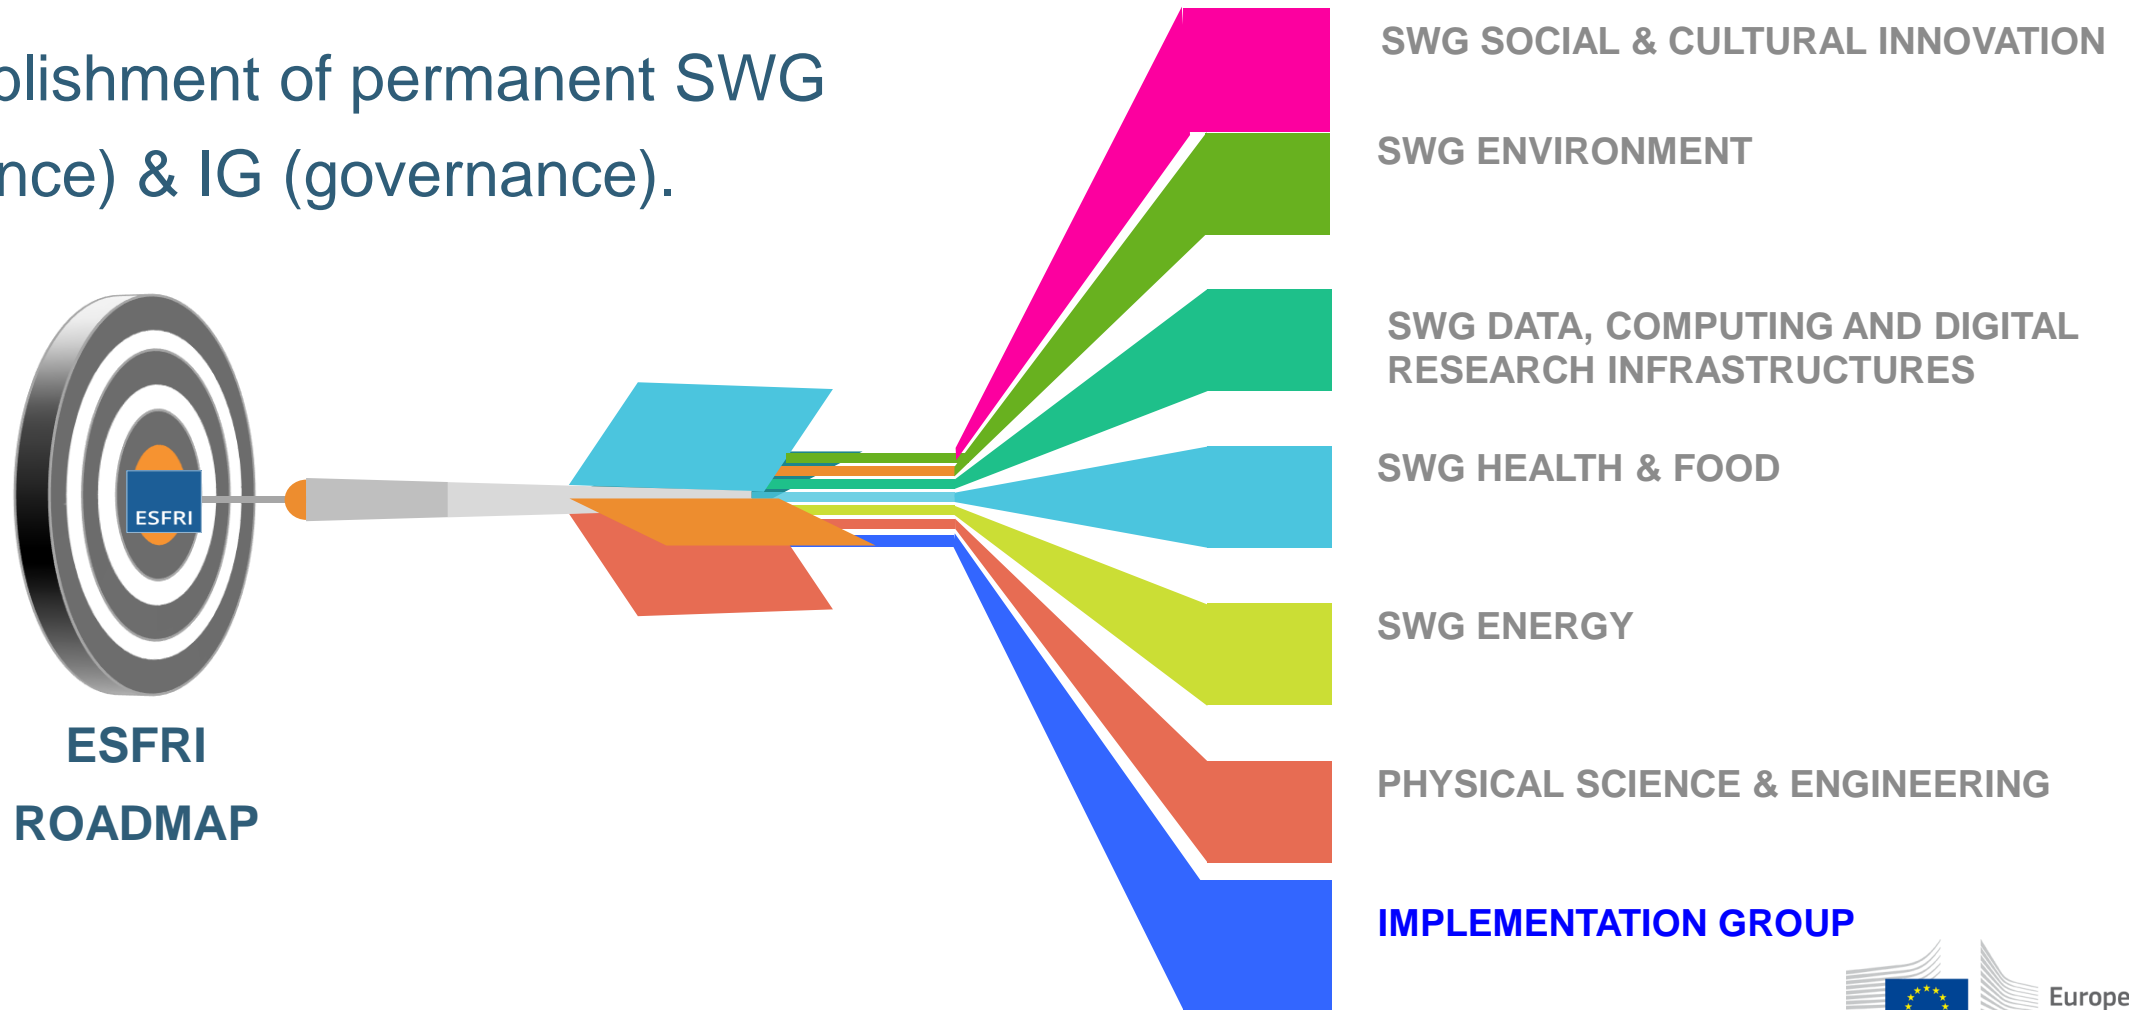 blishment of permanent SWG
nce) & IG (governance).
SWG SOCIAL & CULTURAL INNOVATION
SWG ENVIRONMENT
SWG DATA, COMPUTING AND DIGITAL
RESEARCH INFRASTRUCTURES
SWG HEALTH & FOOD
ESFRI
SWG ENERGY
ESFRI
ROADMAP
PHYSICAL SCIENCE & ENGINEERING
IMPLEMENTATION GROUP
Europe